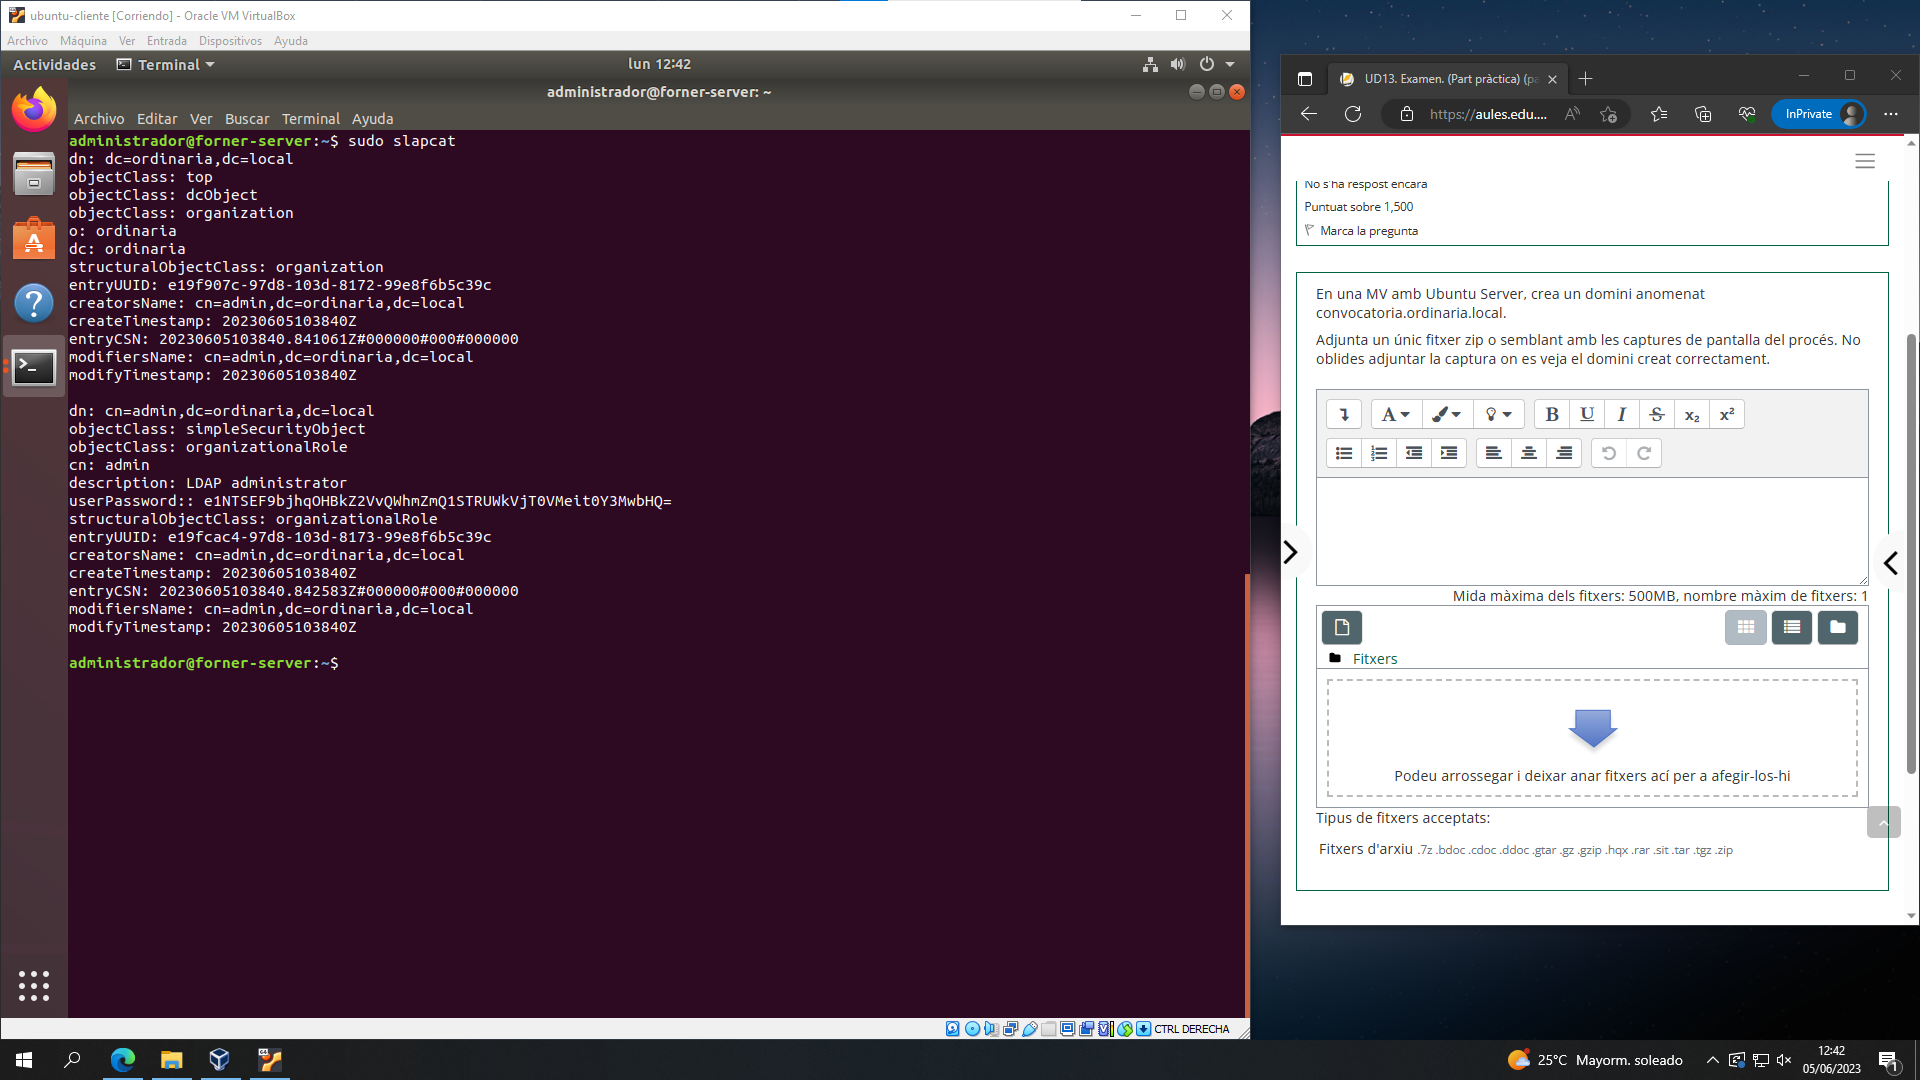 ubuntu-cliente [Corriendo] - Oracle VM VirtualBox
Archivo Máquina Ver Entrada Dispositivos Ayuda
Actividades Terminal lun 12:42
administrador@forner-server: ~
Archivo Editar Ver Buscar Terminal Ayuda
administrador@forner-server:~$ sudo slapcat
dn: dc=ordinaria,dc=local
objectClass: top
objectClass: dcObject
objectClass: organization
o: ordinaria
dc: ordinaria
structuralObjectClass: organization
entryUUID: e19f907c-97d8-103d-8172-99e8f6b5c39c
creatorsName: cn=admin,dc=ordinaria,dc=local
createTimestamp: 20230605103840Z
entryCSN: 20230605103840.841061Z#000000#000#000000
modifiersName: cn=admin,dc=ordinaria,dc=local
modifyTimestamp: 20230605103840Z
dn: cn=admin,dc=ordinaria,dc=local
objectClass: simpleSecurityObject
objectClass: organizationalRole
cn: admin
description: LDAP administrator
userPassword:: e1NTSEF9bjhqOHBkZ2VvQWhmZmQ1STRUWkVjT0VMeit0Y3MwbHQ=
structuralObjectClass: organizationalRole
entryUUID: e19fcac4-97d8-103d-8173-99e8f6b5c39c
creatorsName: cn=admin,dc=ordinaria,dc=local
createTimestamp: 20230605103840Z
entryCSN: 20230605103840.842583Z#000000#000#000000
modifiersName: cn=admin,dc=ordinaria,dc=local
modifyTimestamp: 20230605103840Z
administrador@forner-server:~$
CTRL DERECHA
UD13. Examen. (Part pràctica) (p
https://aules.edu.... InPrivate
No s'ha respost encara
Puntuat sobre 1,500
Marca la pregunta
En una MV amb Ubuntu Server, crea un domini anomenat
convocatoria.ordinaria.local.
Adjunta un únic fitxer zip o semblant amb les captures de pantalla del procés. No
oblides adjuntar la captura on es veja el domini creat correctament.
A B U I S x₂ x²
Mida màxima dels fitxers: 500MB, nombre màxim de fitxers: 1
Fitxers
Podeu arrossegar i deixar anar fitxers ací per a afegir-los-hi
Tipus de fitxers acceptats:
Fitxers d'arxiu .7z .bdoc .cdoc .ddoc .gtar .gz .gzip .hqx .rar .sit .tar .tgz .zip
25°C Mayorm. soleado
12:42
05/06/2023
1